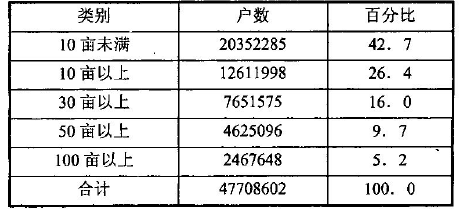 类别 户数 百分比
10亩未满 20352285 42．7
10亩以上 12611998 26．4
30亩以上 7651575 16．0
50亩以上 4625096 9．7
100亩以上 2467648 5．2
合计 47708602 100．0